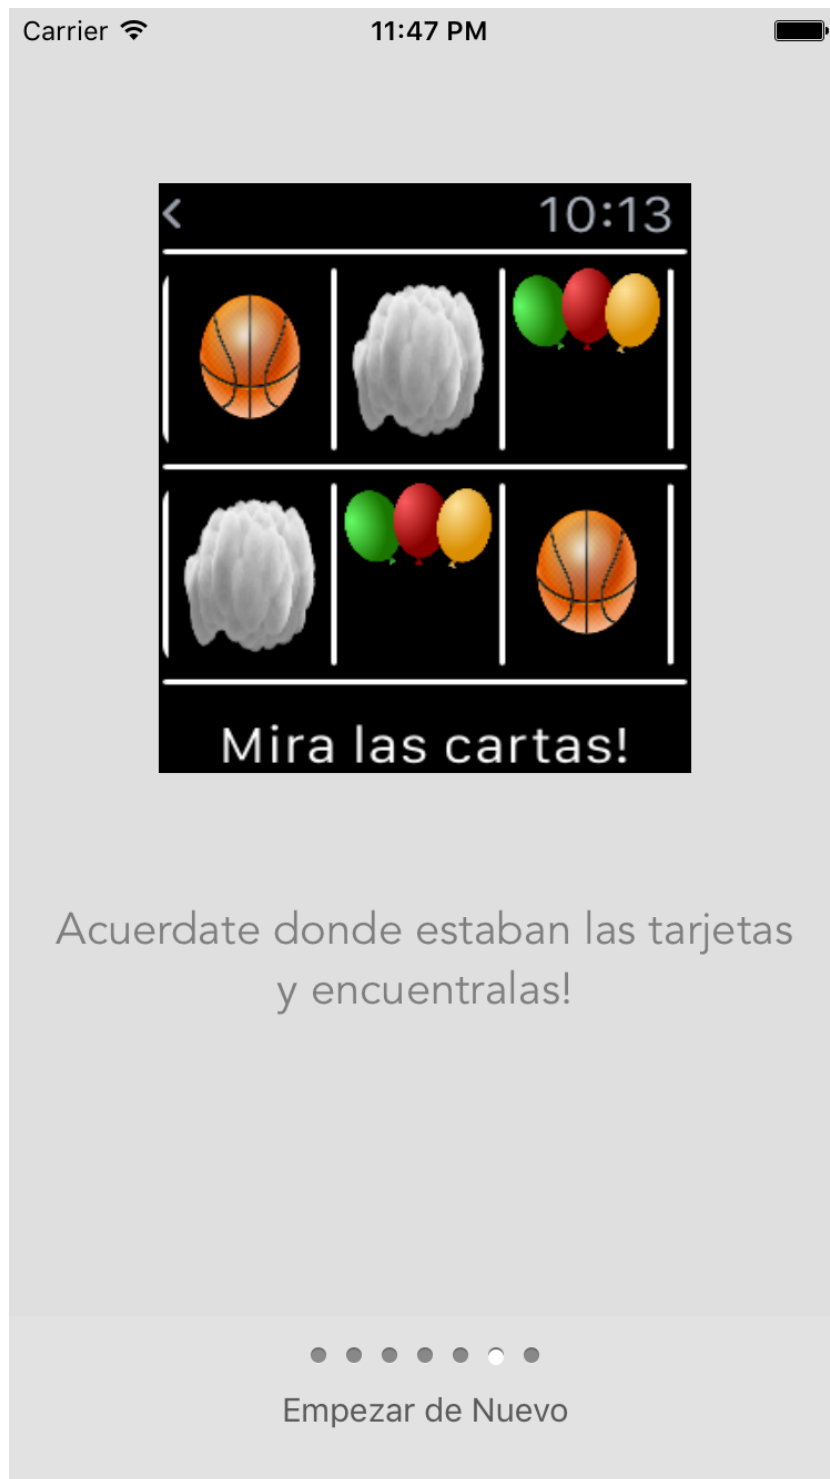 Carrier 11:47 PM
10:13
Mira las cartas!
Acuerdate donde estaban las tarjetas
y encuentralas!
Empezar de Nuevo